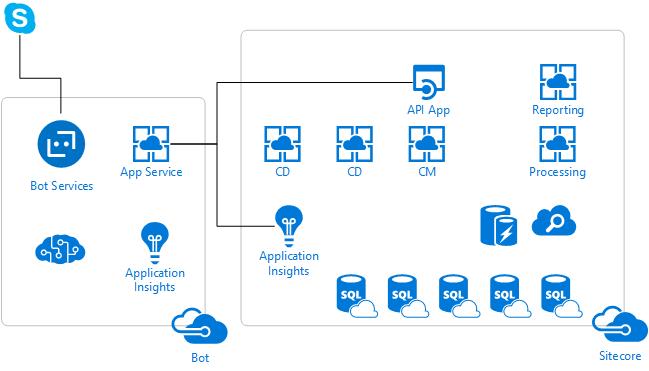 S
API App
Reporting
Bot Services
App Service
CD
CD
CM
Processing
Application
Insights
Application
Insights
SQL
SQL
SQL
SQL
SQL
Bot
Sitecore